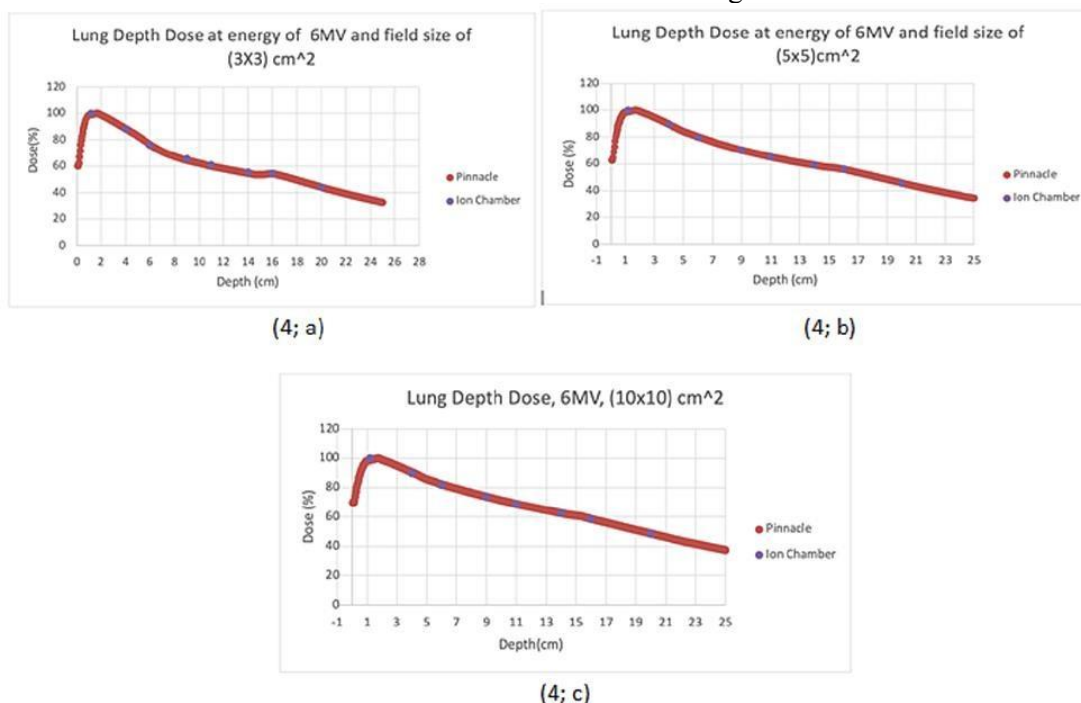 Lung Depth Dose at energy of 6MV and field size of
(3X3) cm^2
120
100
80
60
40
20
0
Dose(%)
0 2 4 6 8 10 12 14 16 18 20 22 24 26 28
Depth (cm)
Pinnacle
Ion Chamber
(4; a)
Lung Depth Dose at energy of 6MV and field size of
(5x5)cm^2
120
100
80
60
40
20
0
Dose (%)
-1 1 3 5 7 9 11 13 15 17 19 21 23 25
Depth (cm)
Pinnacle
Ion Chamber
(4; b)
Lung Depth Dose, 6MV, (10x10) cm^2
120
100
80
60
40
20
0
Dose (%)
-1 1 3 5 7 9 11 13 15 17 19 21 23 25
Depth(cm)
Pinnacle
Ion Chamber
(4; c)